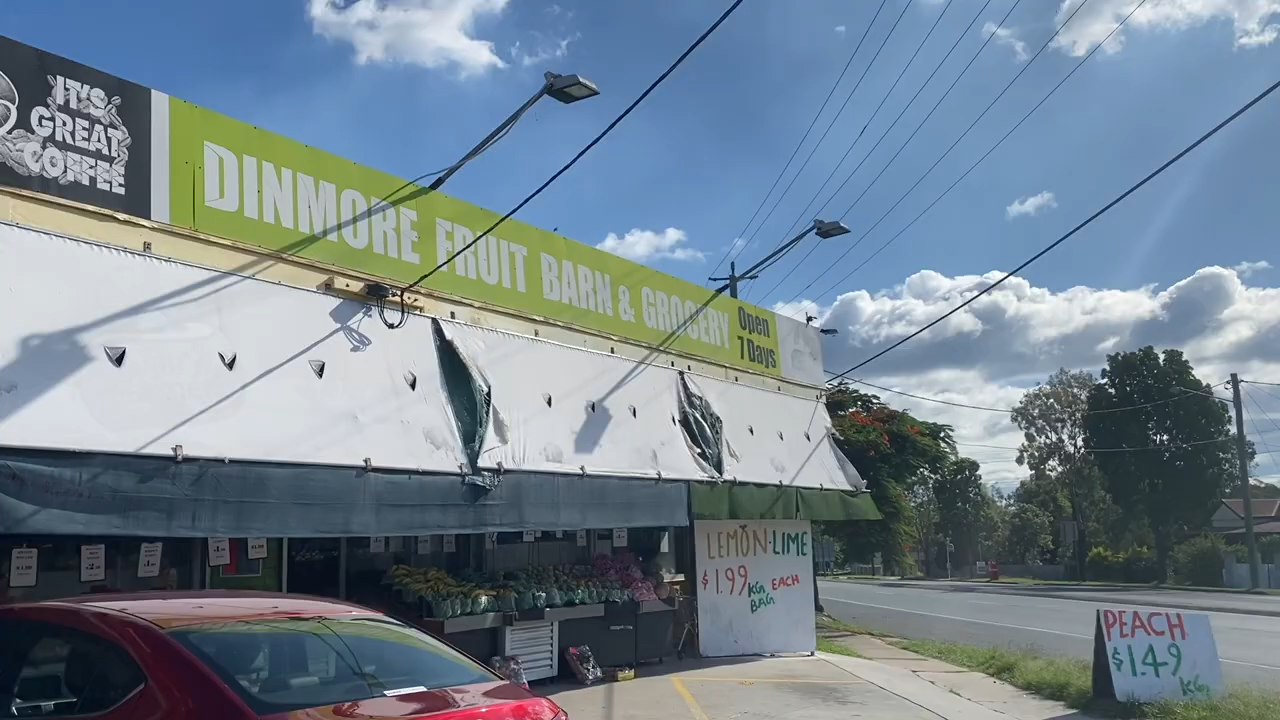 IT'S
GREAT
COFFEE
DINMORE FRUIT BARN & GROCERY
Open
7 Days
LEMON·LIME
$1.99 KG EACH
BAG
PEACH
$1.49
KG